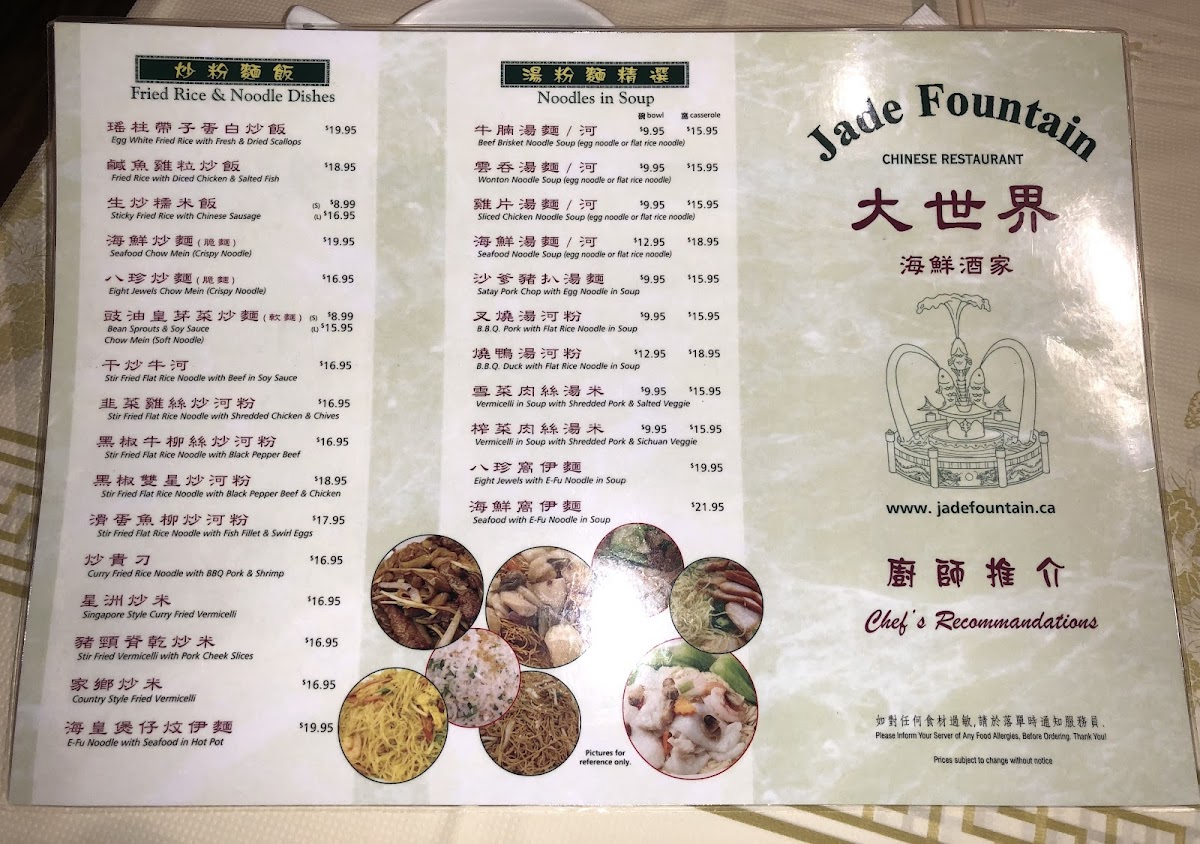 炒粉麵飯
Fried Rice & Noodle Dishes
瑤柱帶子蛋白炒飯 $19.95
Egg White Fried Rice with Fresh & Dried Scallops
鹹魚雞粒炒飯 $18.95
Fried Rice with Diced Chicken & Salted Fish
生炒糯米飯 (S) $8.99
Sticky Fried Rice with Chinese Sausage (L) $16.95
海鮮炒麵(脆麵) $19.95
Seafood Chow Mein (Crispy Noodle)
八珍炒麵(脆麵) $16.95
Eight Jewels Chow Mein (Crispy Noodle)
豉油皇芽菜炒麵(軟麵) (S) $8.99
Bean Sprouts & Soy Sauce (L) $15.95
Chow Mein (Soft Noodle)
干炒牛河 $16.95
Stir Fried Flat Rice Noodle with Beef in Soy Sauce
韭菜雞絲炒河粉 $16.95
Stir Fried Flat Rice Noodle with Shredded Chicken & Chives
黑椒牛柳絲炒河粉 $16.95
Stir Fried Flat Rice Noodle with Black Pepper Beef
黑椒雙星炒河粉 $18.95
Stir Fried Flat Rice Noodle with Black Pepper Beef & Chicken
滑蛋魚柳炒河粉 $17.95
Stir Fried Flat Rice Noodle with Fish Fillet & Swirl Eggs
炒貴刁 $16.95
Curry Fried Rice Noodle with BBQ Pork & Shrimp
星洲炒米 $16.95
Singapore Style Curry Fried Vermicelli
豬頸脊乾炒米 $16.95
Stir Fried Vermicelli with Pork Cheek Slices
家鄉炒米 $16.95
Country Style Fried Vermicelli
海皇煲仔炆伊麵 $19.95
E-Fu Noodle with Seafood in Hot Pot
湯粉麵精選
Noodles in Soup
碗 bowl 窩 casserole
牛腩湯麵/河 $9.95 $15.95
Beef Brisket Noodle Soup (egg noodle or flat rice noodle)
雲吞湯麵/河 $9.95 $15.95
Wonton Noodle Soup (egg noodle or flat rice noodle)
雞片湯麵/河 $9.95 $15.95
Sliced Chicken Noodle Soup (egg noodle or flat rice noodle)
海鮮湯麵/河 $12.95 $18.95
Seafood Noodle Soup (egg noodle or flat rice noodle)
沙爹豬扒湯麵 $9.95 $15.95
Satay Pork Chop with Egg Noodle in Soup
叉燒湯河粉 $9.95 $15.95
B.B.Q. Pork with Flat Rice Noodle in Soup
燒鴨湯河粉 $12.95 $18.95
B.B.Q. Duck with Flat Rice Noodle in Soup
雪菜肉絲湯米 $9.95 $15.95
Vermicelli in Soup with Shredded Pork & Salted Veggie
榨菜肉絲湯米 $9.95 $15.95
Vermicelli in Soup with Shredded Pork & Sichuan Veggie
八珍窩伊麵 $19.95
Eight Jewels with E-Fu Noodle in Soup
海鮮窩伊麵 $21.95
Seafood with E-Fu Noodle in Soup
Pictures for
reference only.
Jade Fountain
CHINESE RESTAURANT
大世界
海鮮酒家
www. jadefountain.ca
廚師推介
Chef's Recommandations
如對任何食材過敏,請於落單時通知服務員.
Please Inform Your Server of Any Food Allergies, Before Ordering. Thank You!
Prices subject to change without notice